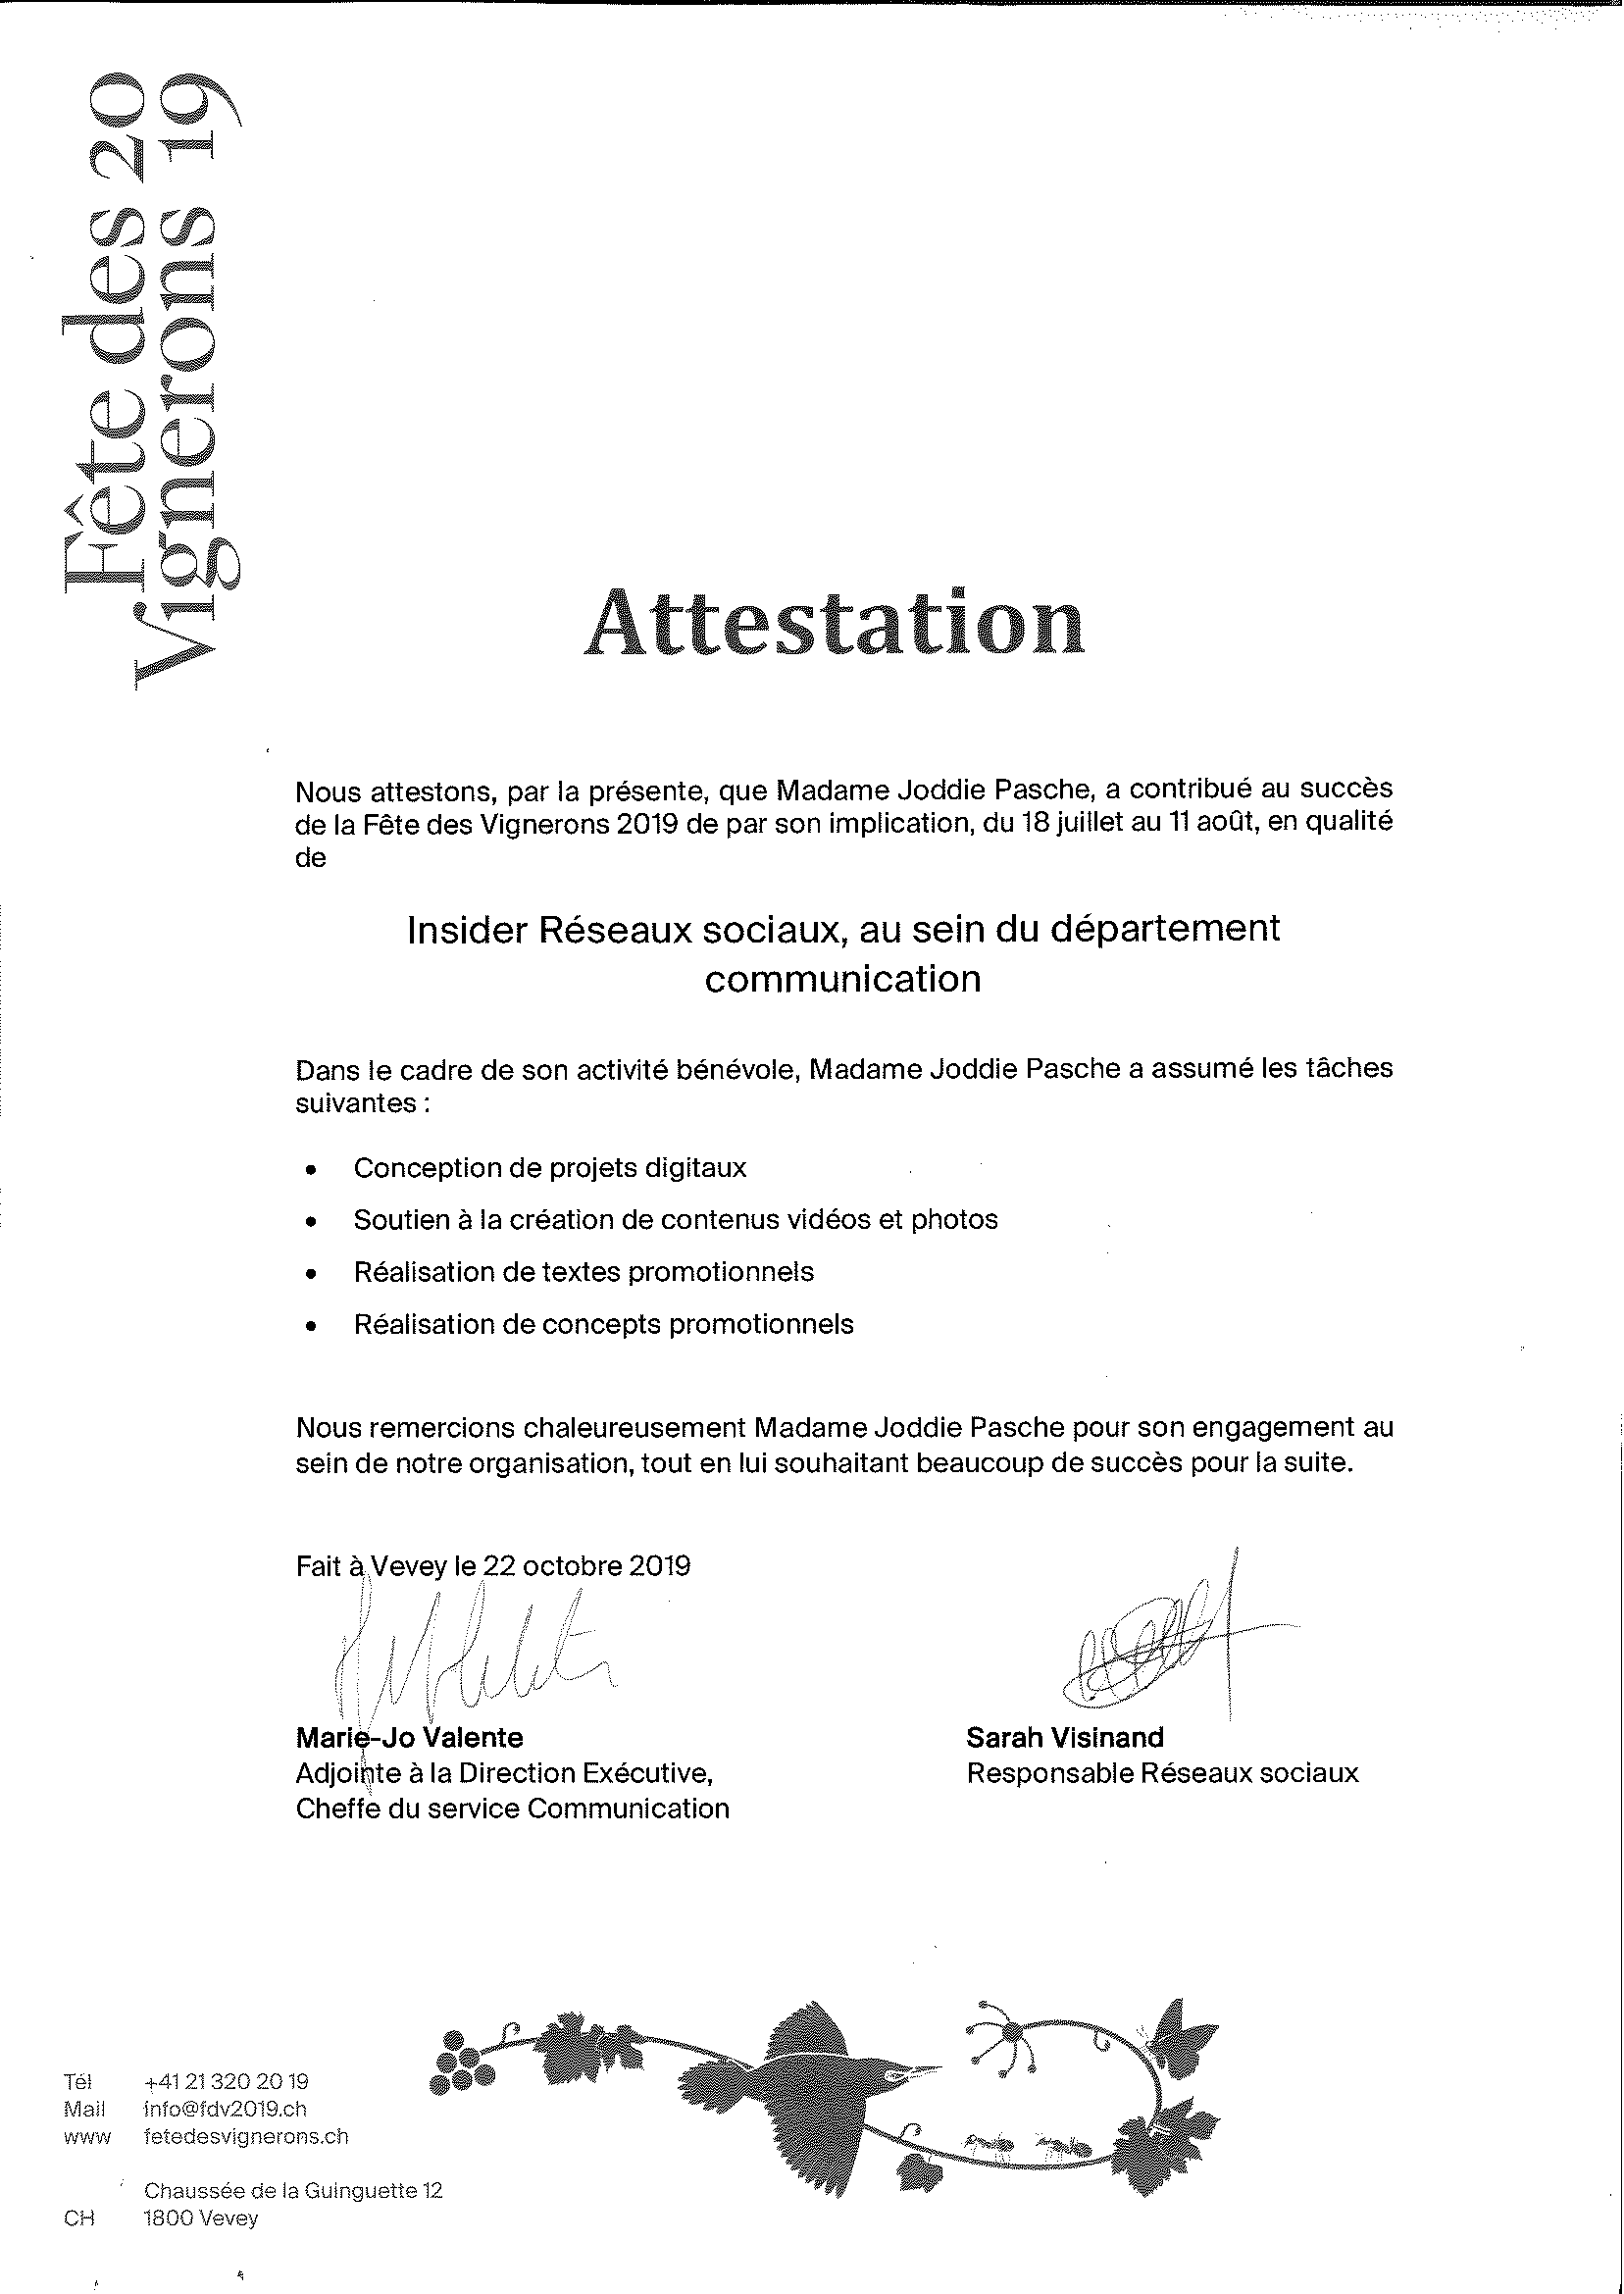 Fête des 20
Vignerons 19
Attestation
Nous attestons, par la présente, que Madame Joddie Pasche, a contribué au succès
de la Fête des Vignerons 2019 de par son implication, du 18 juillet au 11 août, en qualité
de
Insider Réseaux sociaux, au sein du département
communication
Dans le cadre de son activité bénévole, Madame Joddie Pasche a assumé les tâches
suivantes :
• Conception de projets digitaux
• Soutien à la création de contenus vidéos et photos
• Réalisation de textes promotionnels
• Réalisation de concepts promotionnels
Nous remercions chaleureusement Madame Joddie Pasche pour son engagement au
sein de notre organisation, tout en lui souhaitant beaucoup de succès pour la suite.
Fait à Vevey le 22 octobre 2019
Marie-Jo Valente
Adjointe à la Direction Exécutive,
Cheffe du service Communication
Sarah Visinand
Responsable Réseaux sociaux
Tél +41 21 320 20 19
Mail info@fdv2019.ch
www fetedesvignerons.ch
Chaussée de la Guinguette 12
CH 1800 Vevey